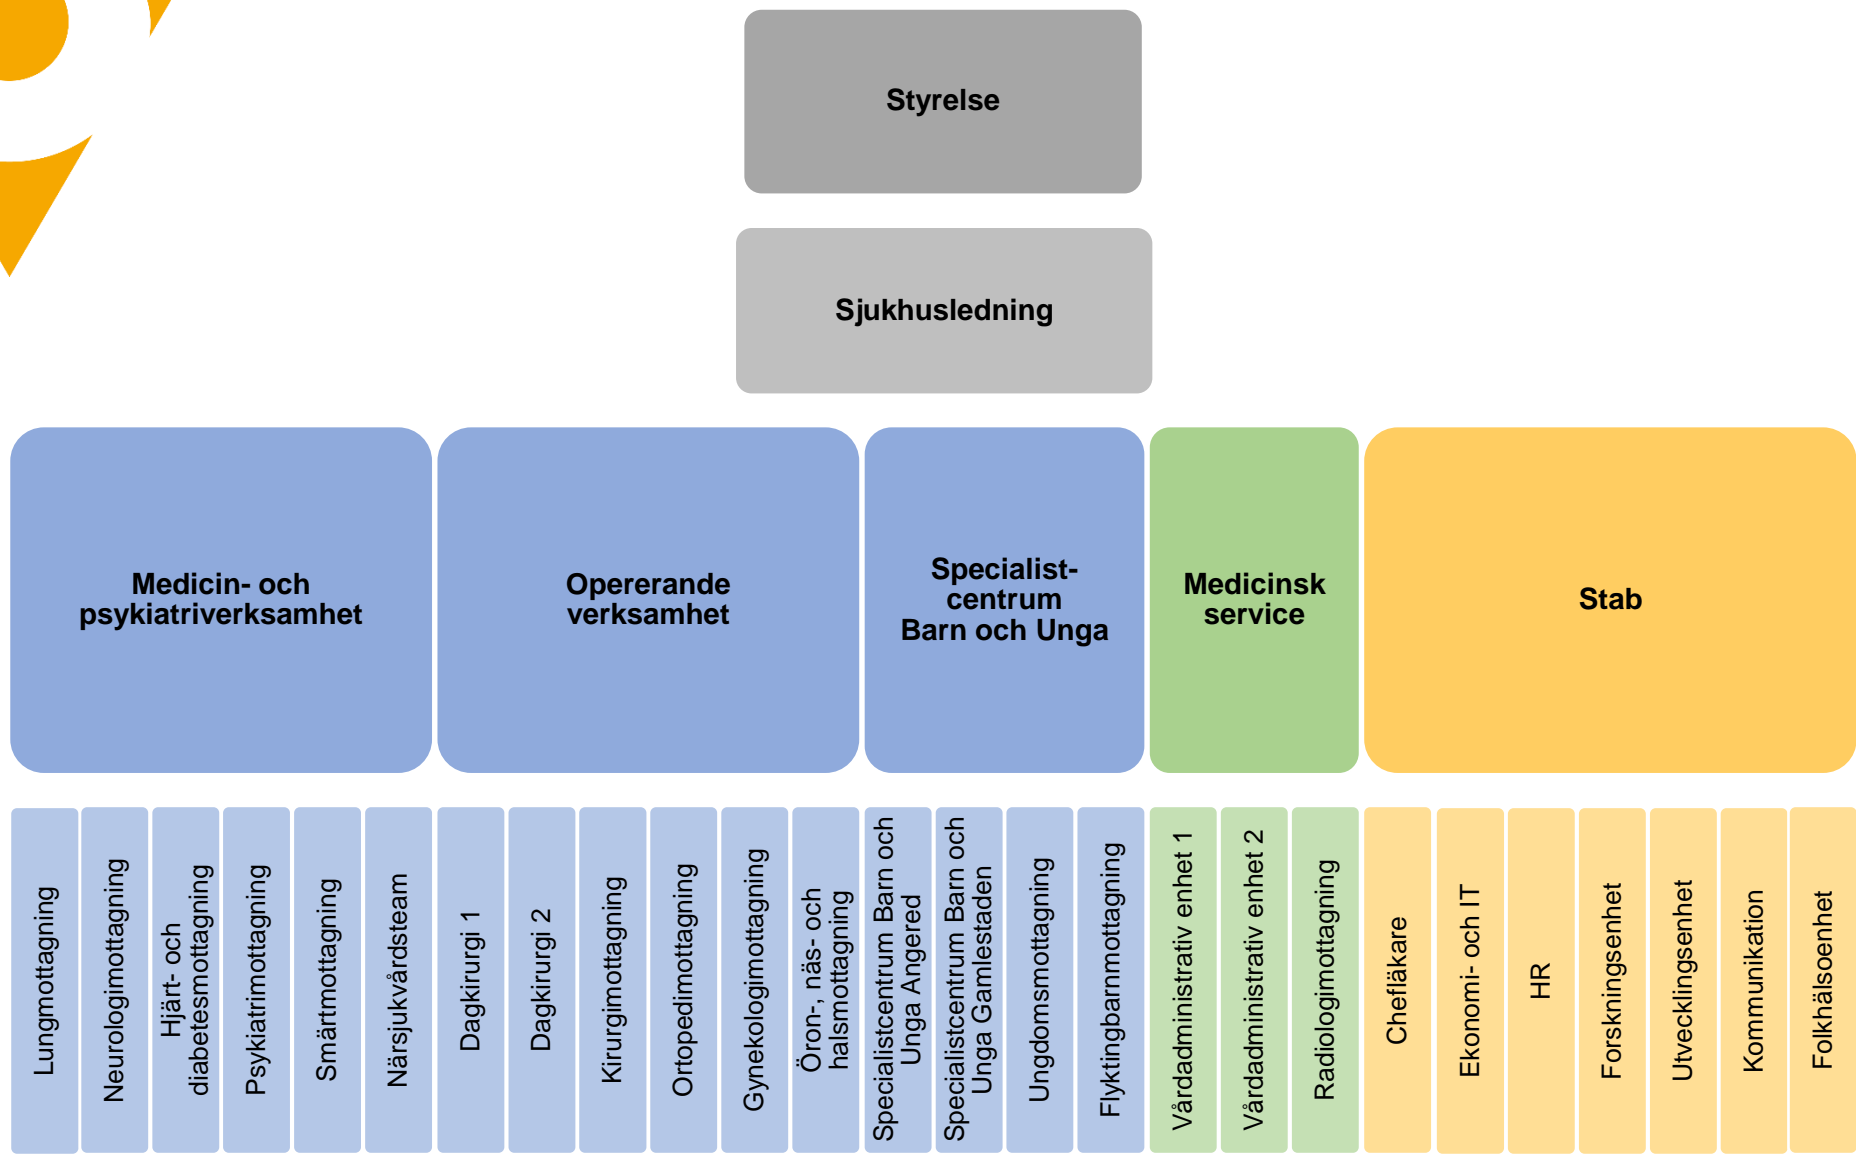 Styrelse
Sjukhusledning
Medicin- och
psykiatriverksamhet
Opererande
verksamhet
Specialist-
centrum
Barn och Unga
Medicinsk
service
Stab
Lungmottagning
Neurologimottagning
Hjärt- och
diabetesmottagning
Psykiatrimottagning
Smärtmottagning
Närsjukvårdsteam
Dagkirurgi 1
Dagkirurgi 2
Kirurgimottagning
Ortopedimottagning
Gynekologimottagning
Öron-, näs- och
halsmottagning
Specialistcentrum Barn och
Unga Angered
Specialistcentrum Barn och
Unga Gamlestaden
Ungdomsmottagning
Flyktingbarnmottagning
Vårdadministrativ enhet 1
Vårdadministrativ enhet 2
Radiologimottagning
Chefläkare
Ekonomi- och IT
HR
Forskningsenhet
Utvecklingsenhet
Kommunikation
Folkhälsoenhet